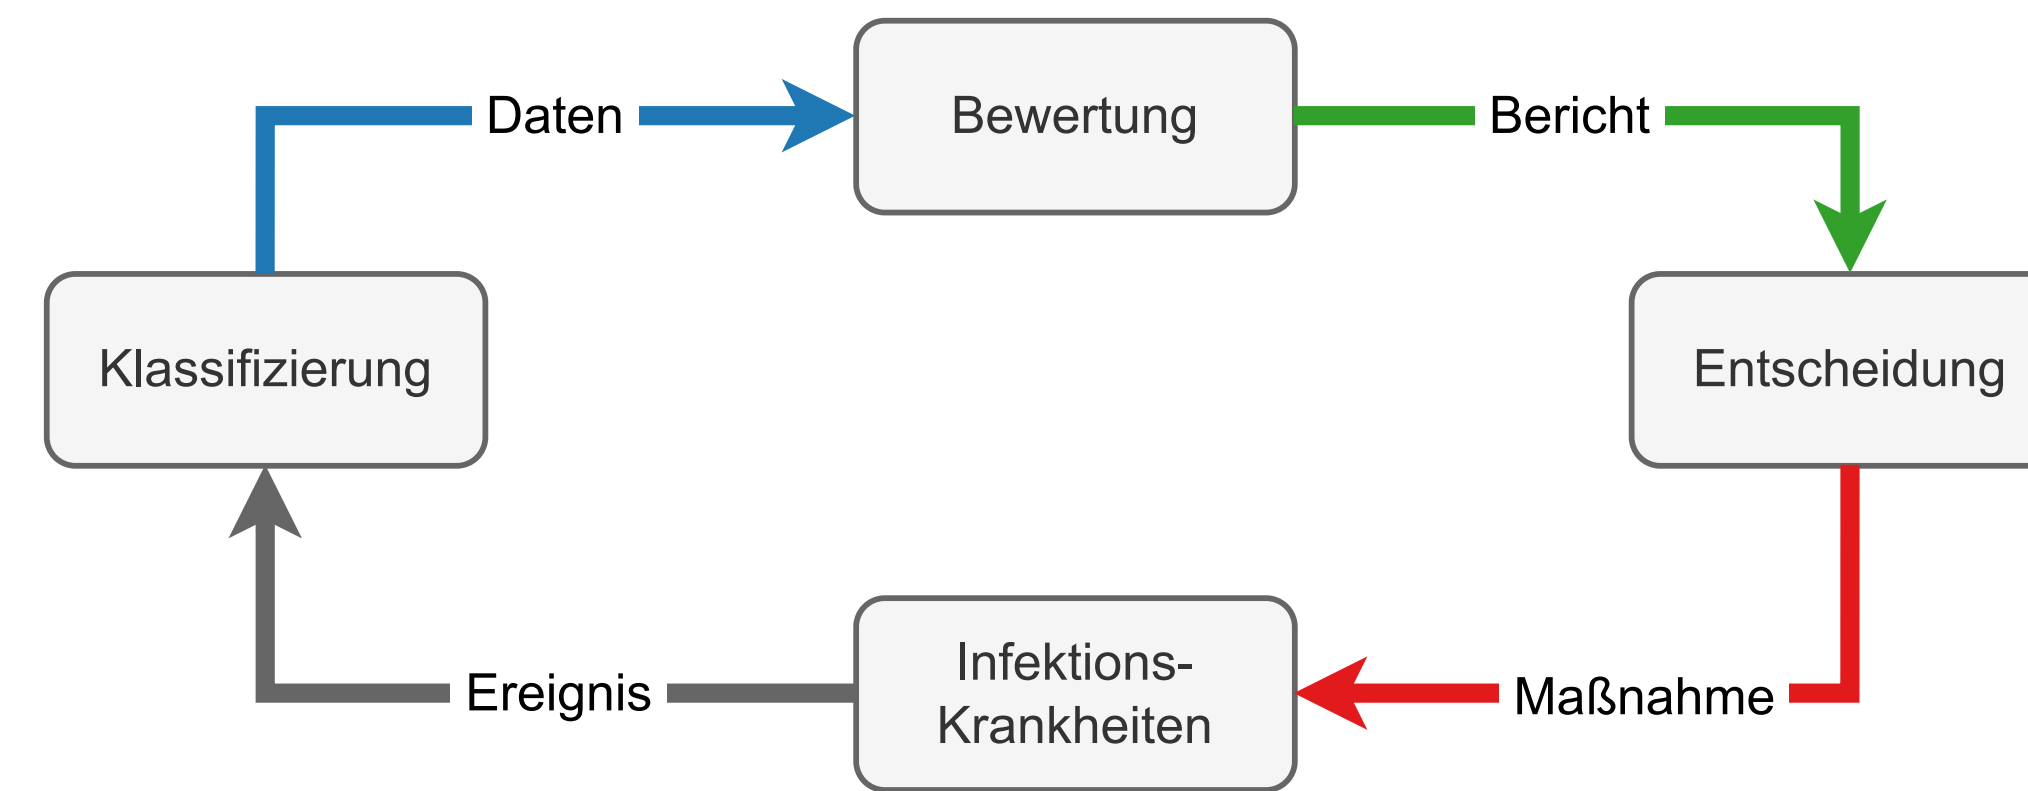 Daten
Bewertung
Bericht
Klassifizierung
Entscheidung
Ereignis
Infektions-
Krankheiten
Maßnahme